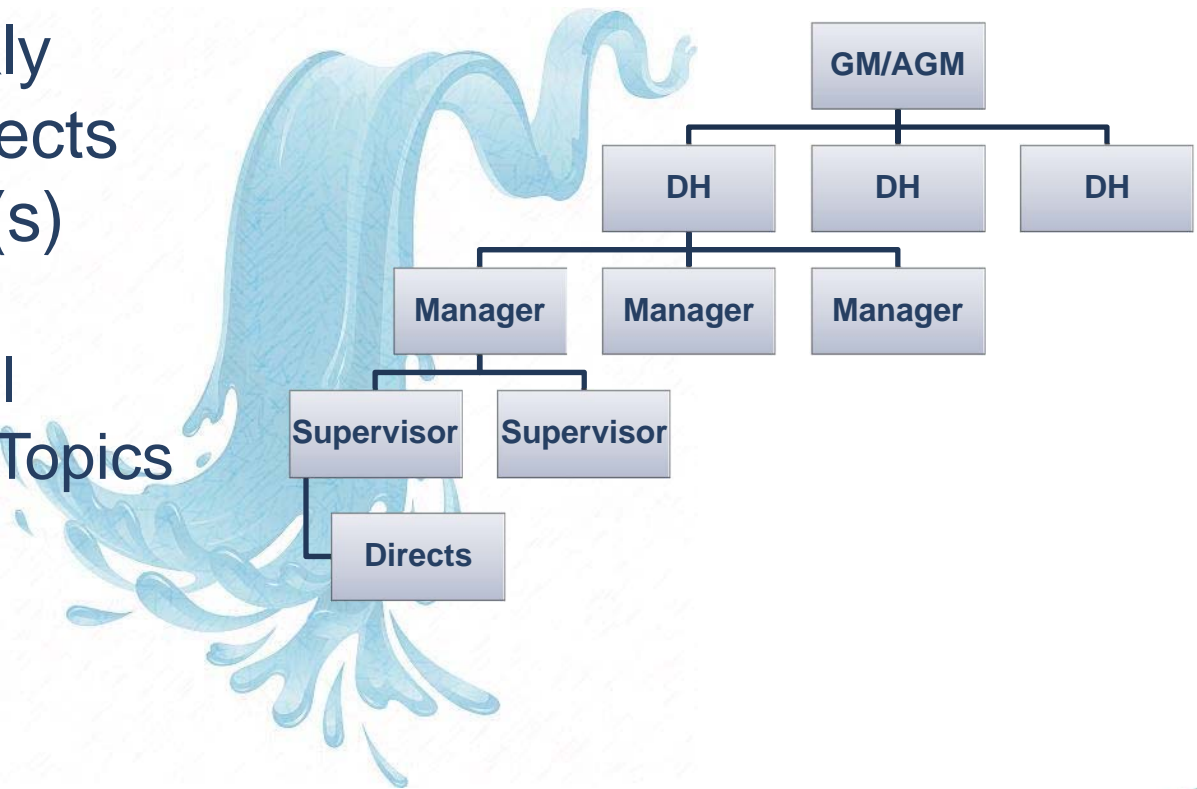 ly
ects
(s)
l
Topics
GM/AGM
DH DH DH
Manager Manager Manager
Supervisor Supervisor
Directs